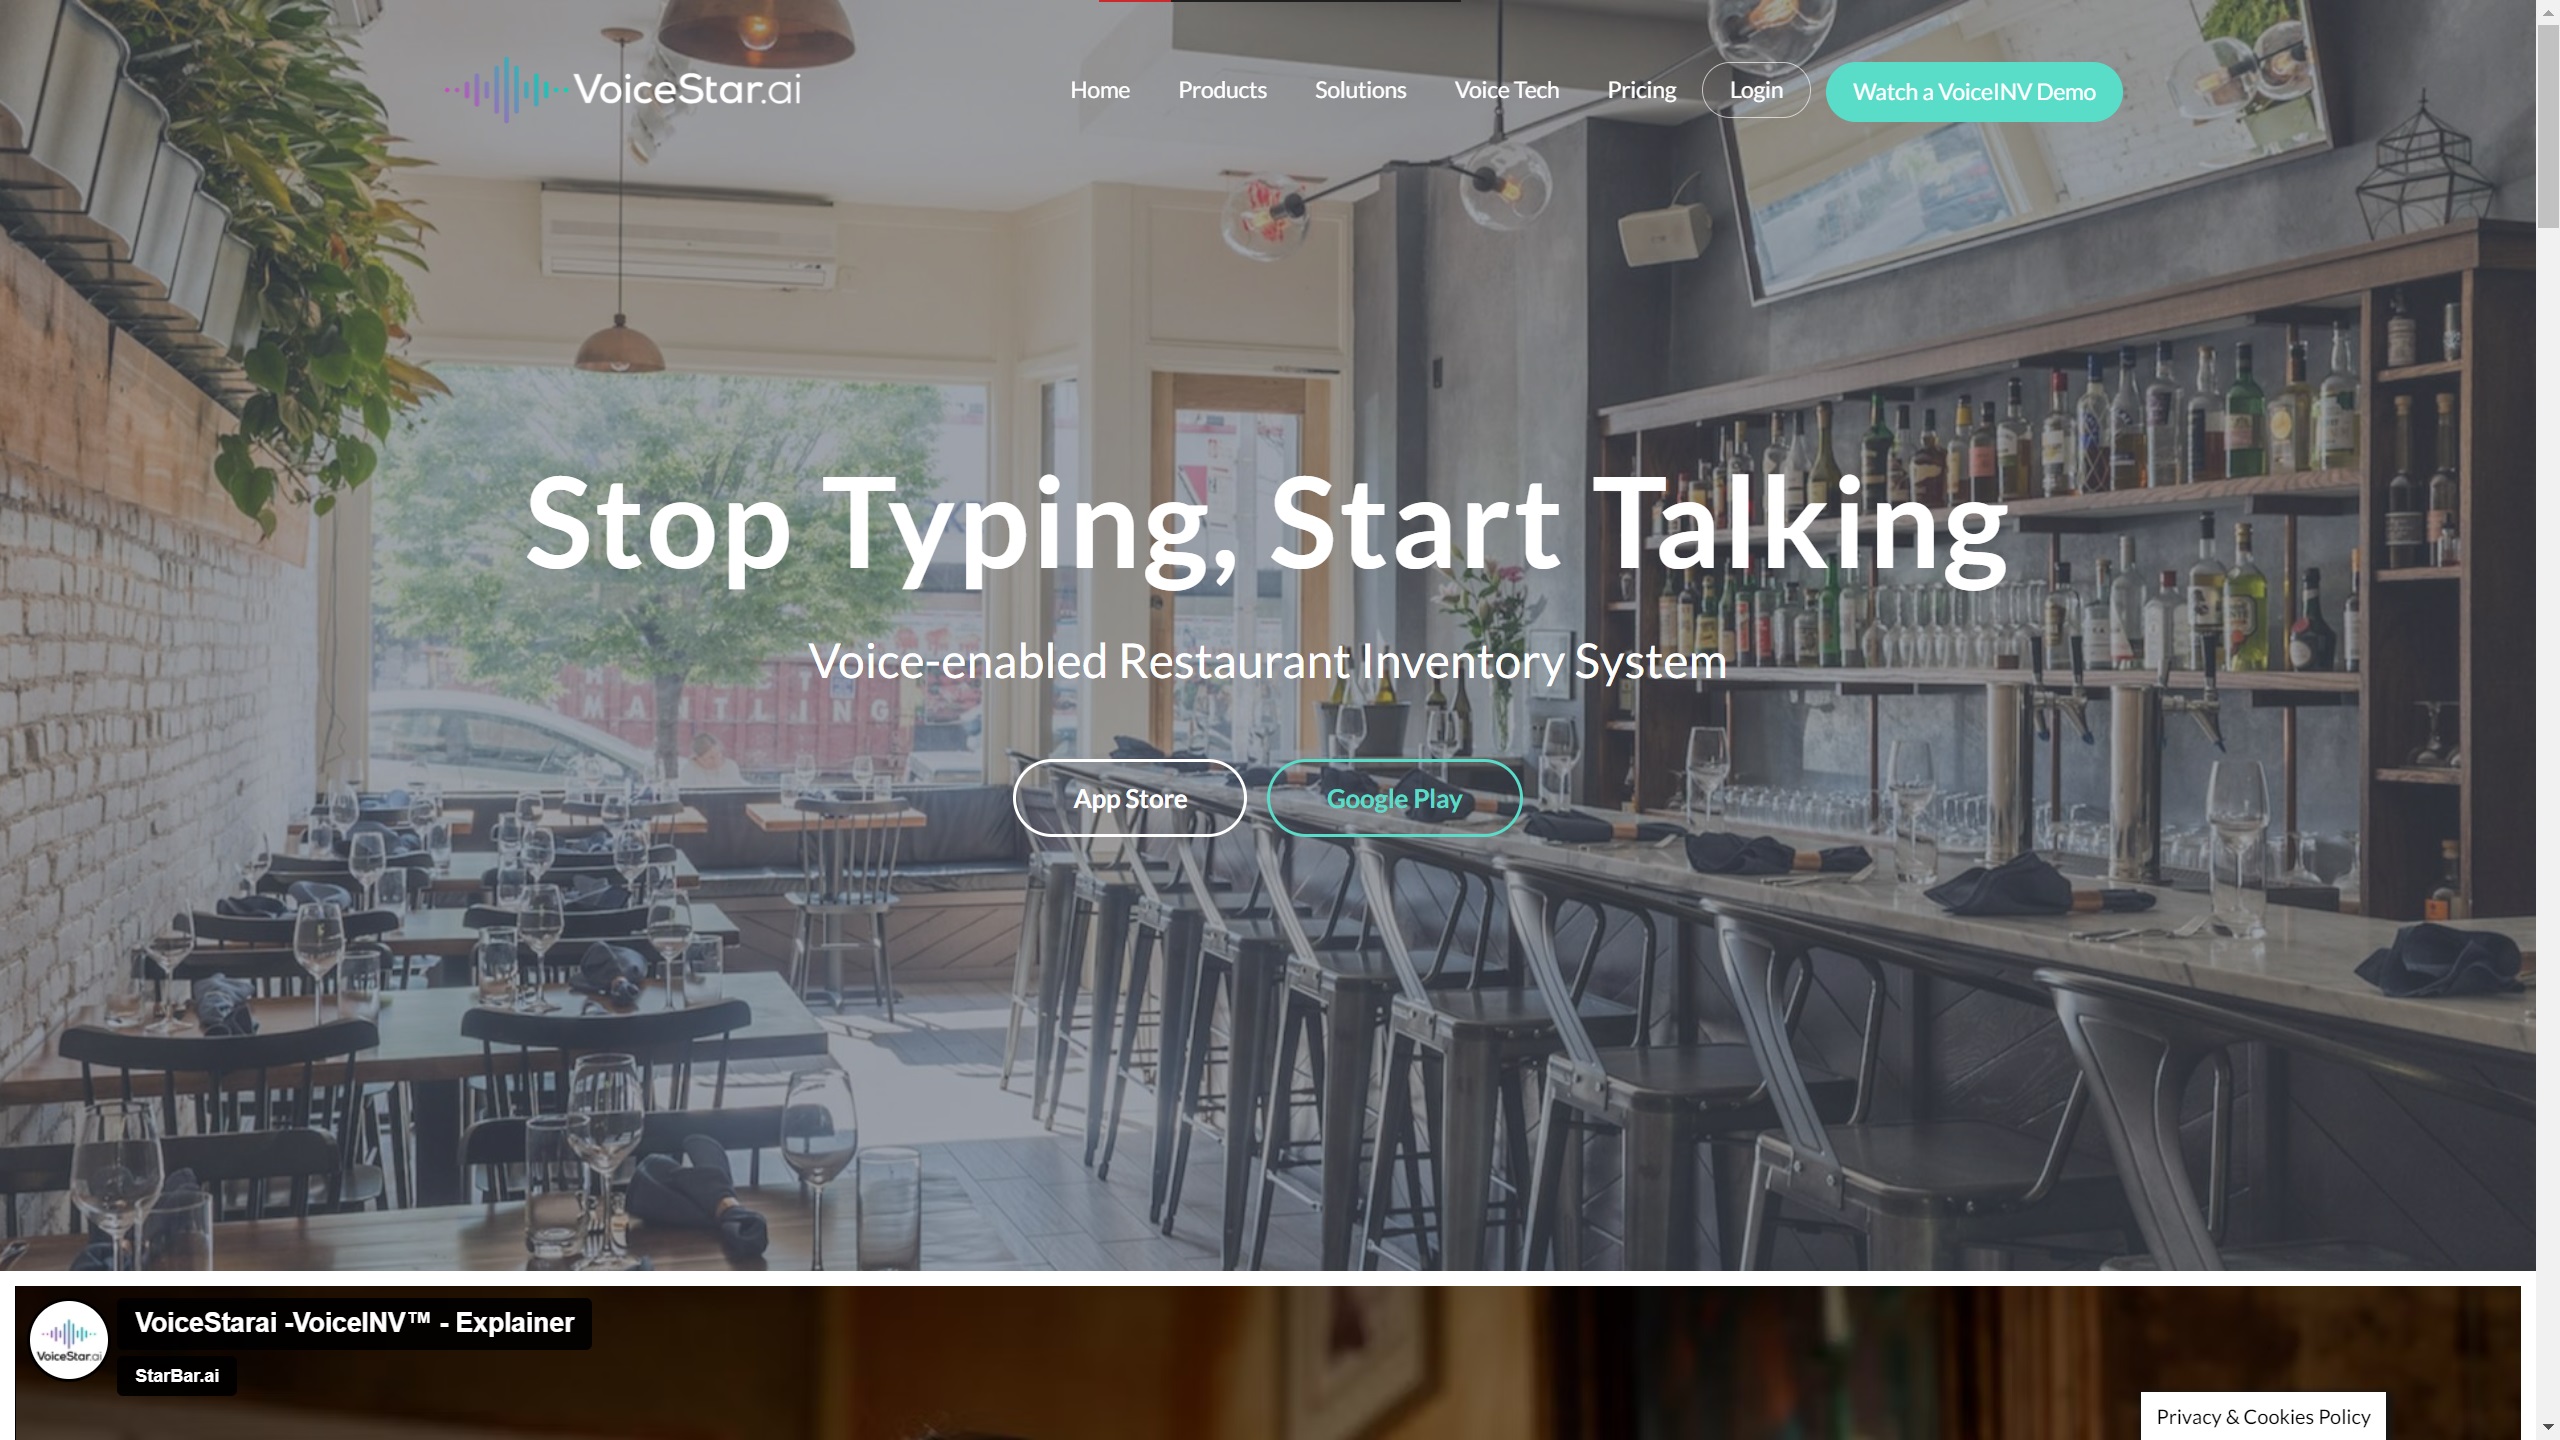 VoiceStar.ai
Home
Products
Solutions
Voice Tech
Pricing
Login
Watch a VoiceINV Demo
Stop Typing, Start Talking
Voice-enabled Restaurant Inventory System
MANTLING
App Store
Google Play
VoiceStarai -VoiceINV™ - Explainer
VoiceStar.ai
StarBar.ai
Privacy & Cookies Policy